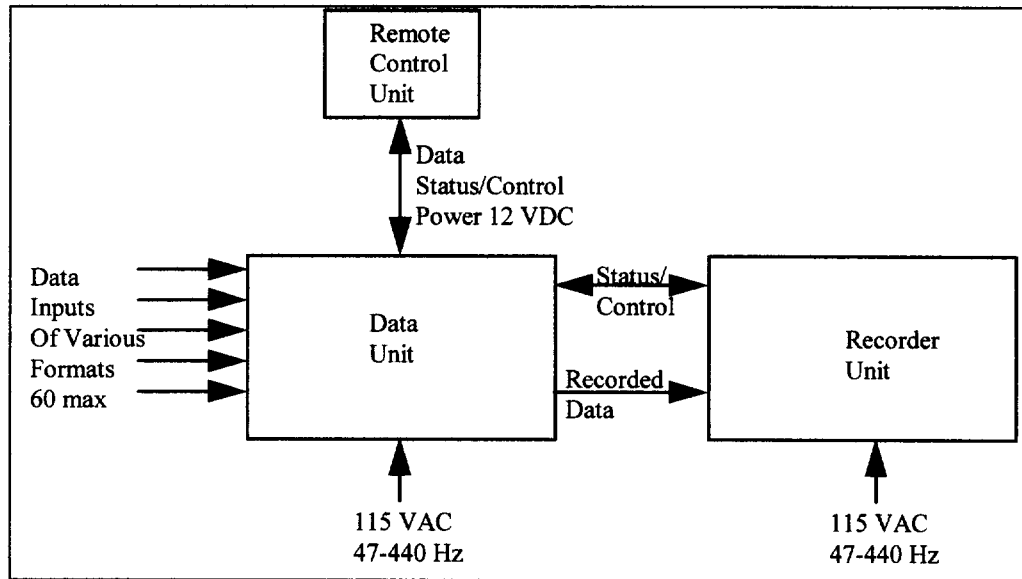 Remote
Control
Unit
Data
Status/Control
Power 12 VDC
Data
Inputs
Of Various
Formats
60 max
Data
Unit
Status/
Control
Recorded
Data
Recorder
Unit
115 VAC
47-440 Hz
115 VAC
47-440 Hz